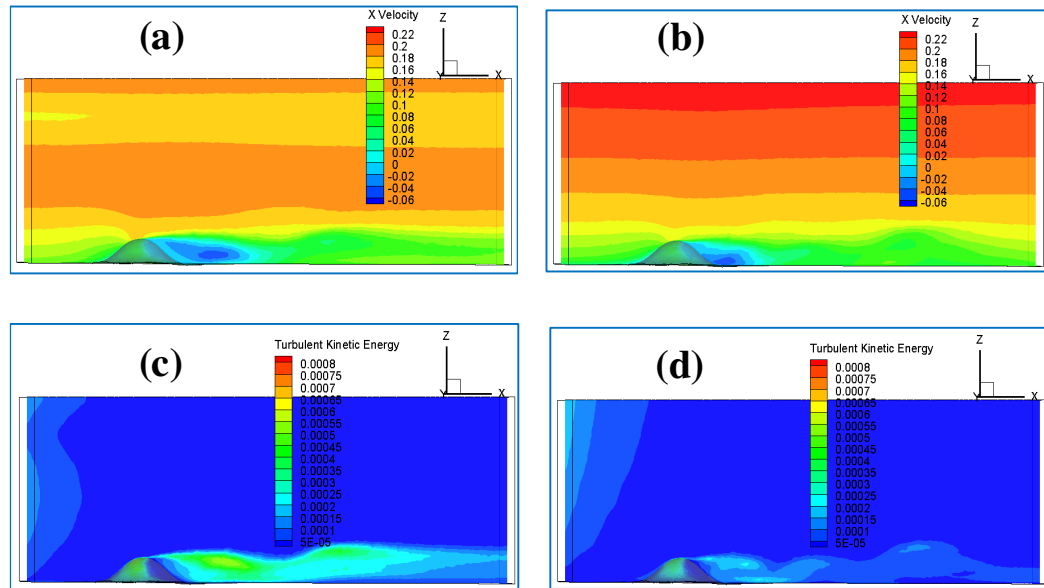 (a)
X Velocity
0.22
0.2
0.18
0.16
0.14
0.12
0.1
0.08
0.06
0.04
0.02
0
-0.02
-0.04
-0.06
Z
Y
X
(b)
X Velocity
0.22
0.2
0.18
0.16
0.14
0.12
0.1
0.08
0.06
0.04
0.02
0
-0.02
-0.04
-0.06
Z
Y
X
(c)
Turbulent Kinetic Energy
0.0008
0.00075
0.0007
0.00065
0.0006
0.00055
0.0005
0.00045
0.0004
0.00035
0.0003
0.00025
0.0002
0.00015
0.0001
5E-05
Z
Y
X
(d)
Turbulent Kinetic Energy
0.0008
0.00075
0.0007
0.00065
0.0006
0.00055
0.0005
0.00045
0.0004
0.00035
0.0003
0.00025
0.0002
0.00015
0.0001
5E-05
Z
Y
X